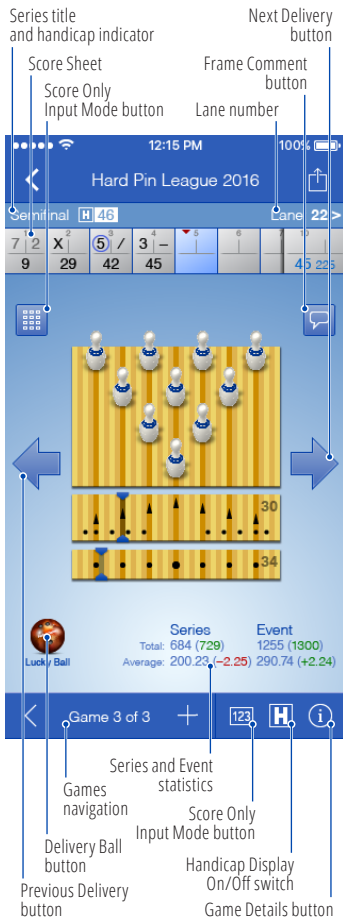 Series title
and handicap indicator
Next Delivery
button
Score Sheet
Frame Comment
button
Score Only
Input Mode button
Lane number
12:15 PM
100%
Hard Pin League 2016
Semifinal H 46
Lane 22 >
7 2 X 5 / 3 –
2 5 6 7 10
9 29 42 45 45 225
30
34
Lucky Ball
Series Event
Total: 684 (729) 1255 (1300)
Average: 200.23 (–2.25) 290.74 (+2.24)
Game 3 of 3
123
H
i
Series and Event
statistics
Games
navigation
Score Only
Input Mode button
Delivery Ball
button
Handicap Display
On/Off switch
Previous Delivery
button
Game Details button